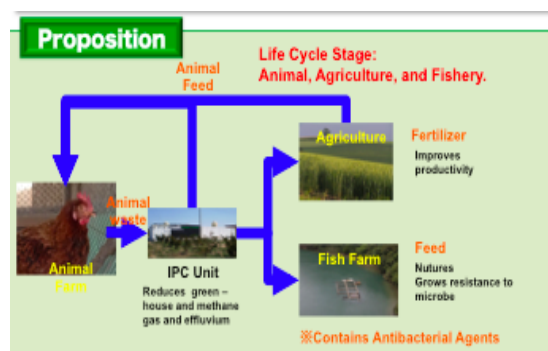 Proposition
Life Cycle Stage:
Animal, Agriculture, and Fishery.
Animal
Feed
Agriculture
Fertilizer
Improves
productivity
Animal
waste
Animal
Farm
IPC Unit
Reduces green –
house and methane
gas and effluvium
Fish Farm
Feed
Nutures
Grows resistance to
microbe
※Contains Antibacterial Agents